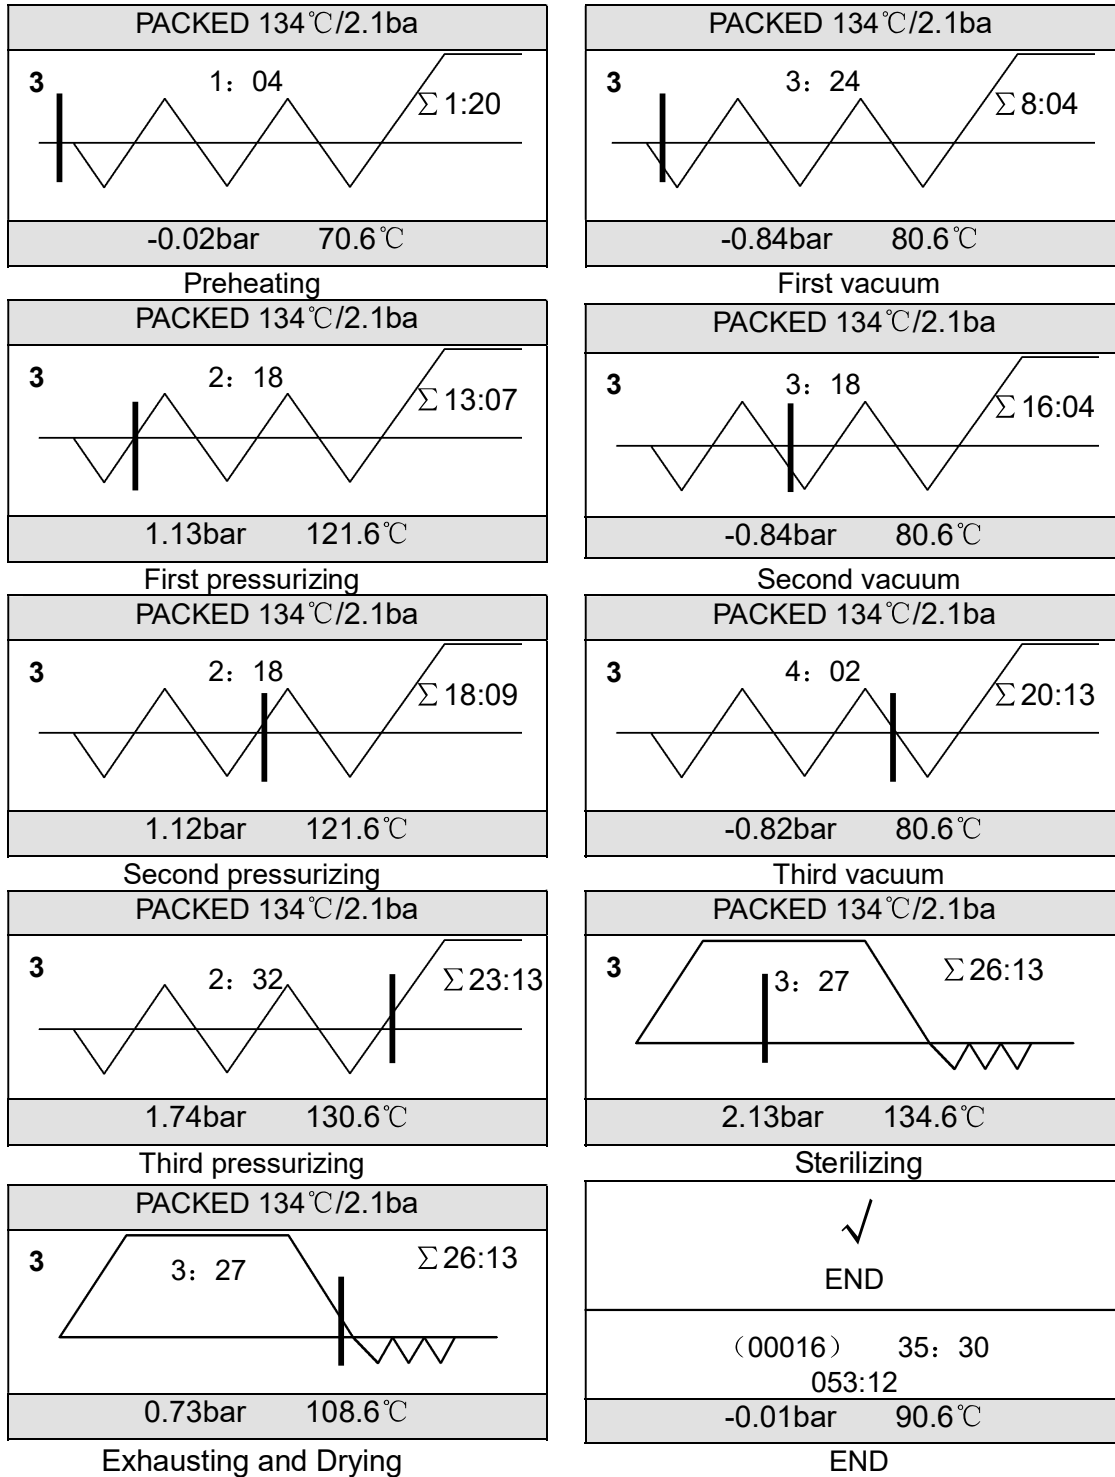 PACKED 134℃/2.1ba
3
1：04
∑1:20
-0.02bar 70.6℃
Preheating
PACKED 134℃/2.1ba
3
3：24
∑8:04
-0.84bar 80.6℃
First vacuum
PACKED 134℃/2.1ba
3
2：18
∑13:07
1.13bar 121.6℃
First pressurizing
PACKED 134℃/2.1ba
3
3：18
∑16:04
-0.84bar 80.6℃
Second vacuum
PACKED 134℃/2.1ba
3
2：18
∑18:09
1.12bar 121.6℃
Second pressurizing
PACKED 134℃/2.1ba
3
4：02
∑20:13
-0.82bar 80.6℃
Third vacuum
PACKED 134℃/2.1ba
3
2：32
∑23:13
1.74bar 130.6℃
Third pressurizing
PACKED 134℃/2.1ba
3
3：27
∑26:13
2.13bar 134.6℃
Sterilizing
PACKED 134℃/2.1ba
3
3：27
∑26:13
0.73bar 108.6℃
Exhausting and Drying
√
END
（00016） 35：30
053:12
-0.01bar 90.6℃
END